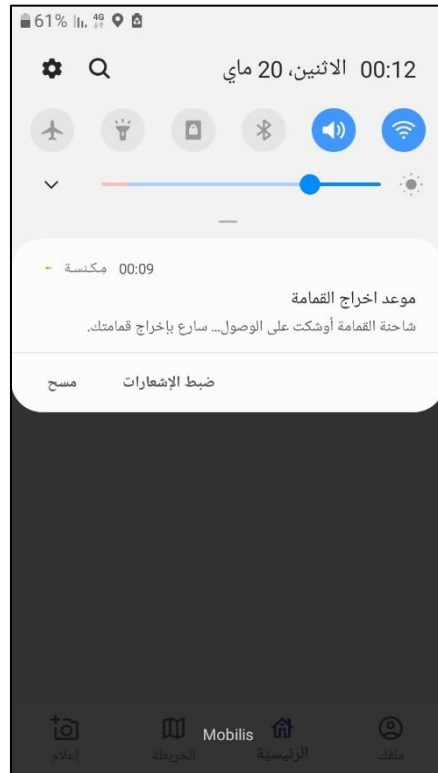 61% 4G
00:12 الاثنين، 20 ماي
مكنسة 00:09
موعد اخراج القمامة
شاحنة القمامة أوشكت على الوصول... سارع بإخراج قمامتك.
ضبط الإشعارات مسح
Mobilis
ملفك الرئيسية الخريطة إعلام